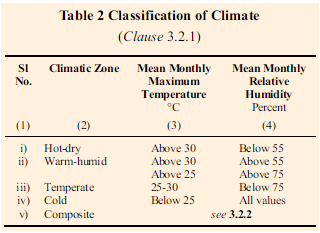 Table 2 Classification of Climate
(Clause 3.2.1)
Sl Climatic Zone Mean Monthly Mean Monthly
No. Maximum Relative
Temperature Humidity
°C Percent
(1) (2) (3) (4)
i) Hot-dry Above 30 Below 55
ii) Warm-humid Above 30 Above 55
Above 25 Above 75
iii) Temperate 25-30 Below 75
iv) Cold Below 25 All values
v) Composite see 3.2.2